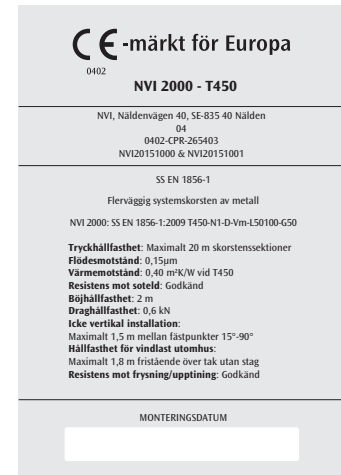 CE-märkt för Europa
0402
NVI 2000 - T450
NVI, Näldenvägen 40, SE-835 40 Nälden
04
0402-CPR-265403
NVI20151000 & NVI20151001
SS EN 1856-1
Flerväggig systemskorsten av metall
NVI 2000: SS EN 1856-1:2009 T450-N1-D-Vm-L50100-G50
Tryckhållfasthet: Maximalt 20 m skorstenssektioner
Flödesmotstånd: 0,15µm
Värmemotstånd: 0,40 m²K/W vid T450
Resistens mot soteld: Godkänd
Böjhållfasthet: 2 m
Draghållfasthet: 0,6 kN
Icke vertikal installation:
Maximalt 1,5 m mellan fästpunkter 15°-90°
Hållfasthet för vindlast utomhus:
Maximalt 1,8 m fristående över tak utan stag
Resistens mot frysning/upptining: Godkänd
MONTERINGSDATUM